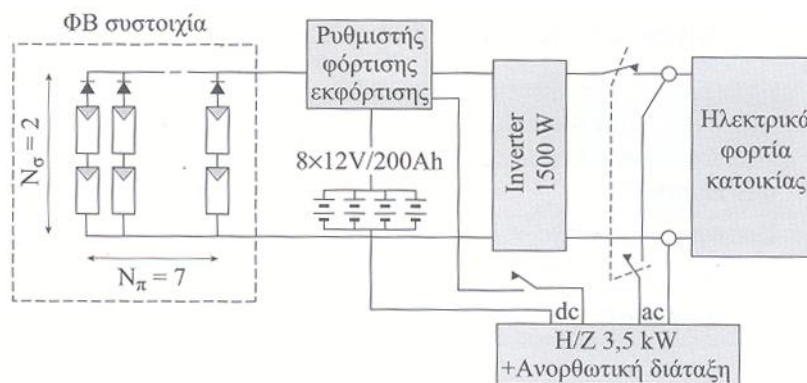 ΦΒ συστοιχία
Ρυθμιστής
φόρτισης
εκφόρτισης
Nσ = 2
Nπ = 7
8×12V/200Ah
Inverter
1500 W
Ηλεκτρικά
φορτία
κατοικίας
dc
ac
Η/Ζ 3,5 kW
+Ανορθωτική διάταξη